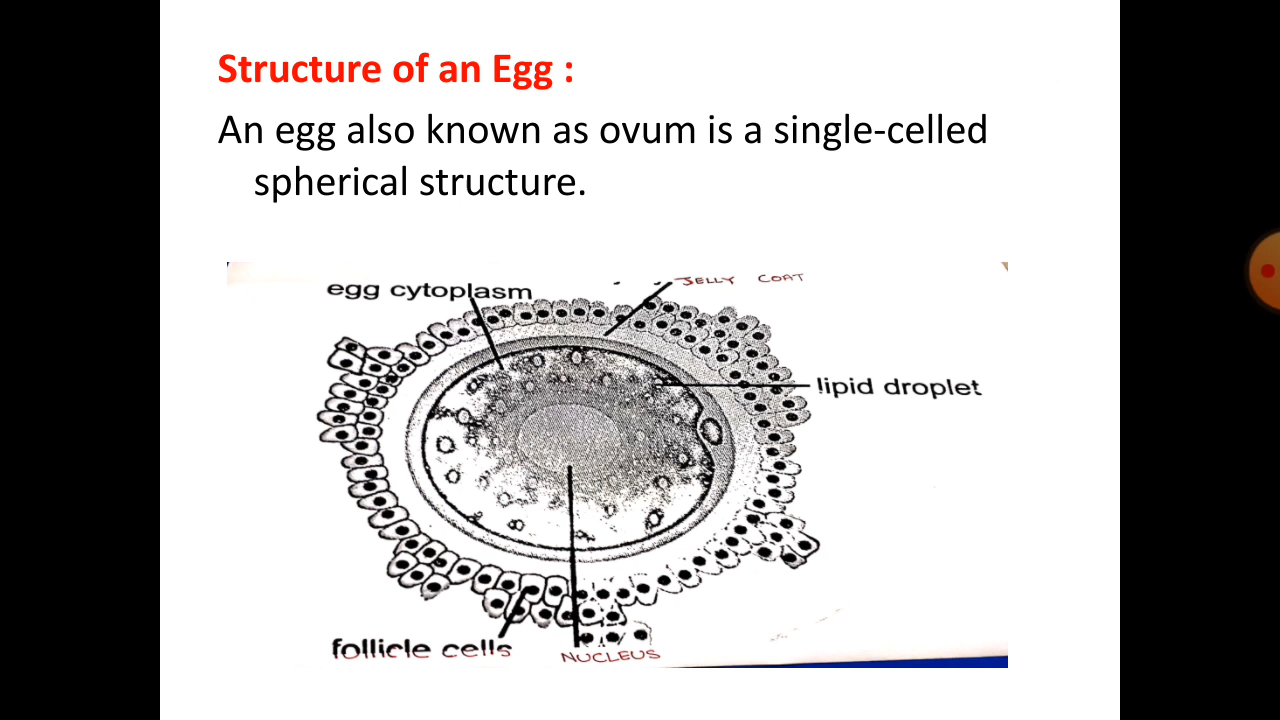 Structure of an Egg :
An egg also known as ovum is a single-celled
spherical structure.
egg cytoplasm
JELLY COAT
lipid droplet
follicle cells
NUCLEUS